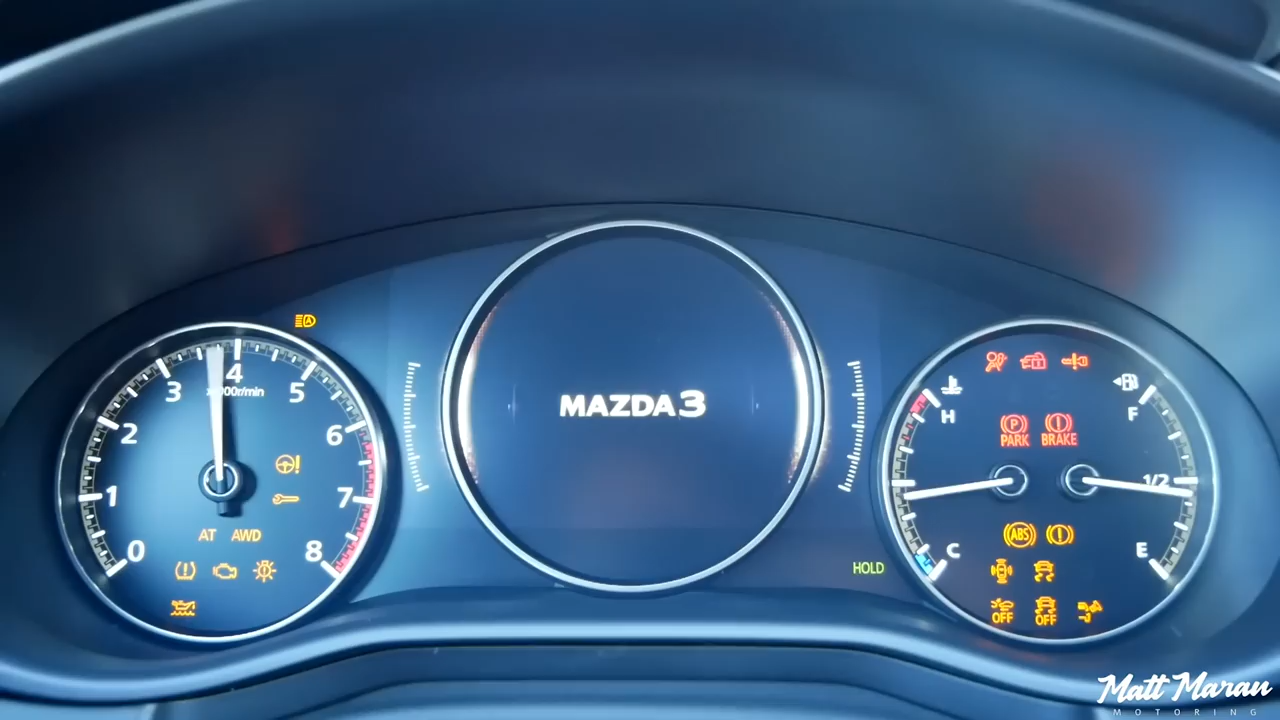 MAZDA3
0
1
2
3
4
5
6
7
8
x1000r/min
AT AWD
HOLD
H
C
F
1/2
E
P
PARK
BRAKE
ABS
OFF
OFF
Matt Maran
MOTORING